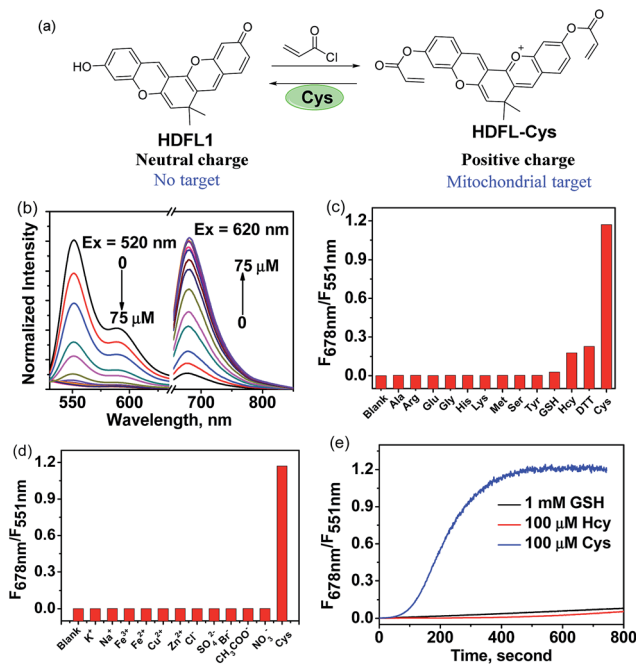 (a)
HO
O
O
O
HDFL1
Neutral charge
No target
O
Cl
Cys
O
O
O
O+
O
O
HDFL-Cys
Positive charge
Mitochondrial target
(b)
Normalized Intensity
Ex = 520 nm
0
75 μM
Ex = 620 nm
75 μM
0
550 600 700 800
Wavelength, nm
(c)
F678nm/F551nm
1.2
0.9
0.6
0.3
0.0
Blank Ala Arg Glu Gly His Lys Met Ser Tyr GSH Hcy DTT Cys
(d)
F678nm/F551nm
1.2
0.9
0.6
0.3
0.0
Blank K⁺ Na⁺ Fe³⁺ Fe²⁺ Cu²⁺ Zn²⁺ Cl⁻ SO₄²⁻ Br⁻ CH₃COO⁻ NO₃⁻ Cys
(e)
F678nm/F551nm
1.2
0.9
0.6
0.3
0.0
1 mM GSH
100 μM Hcy
100 μM Cys
0 200 400 600 800
Time, second